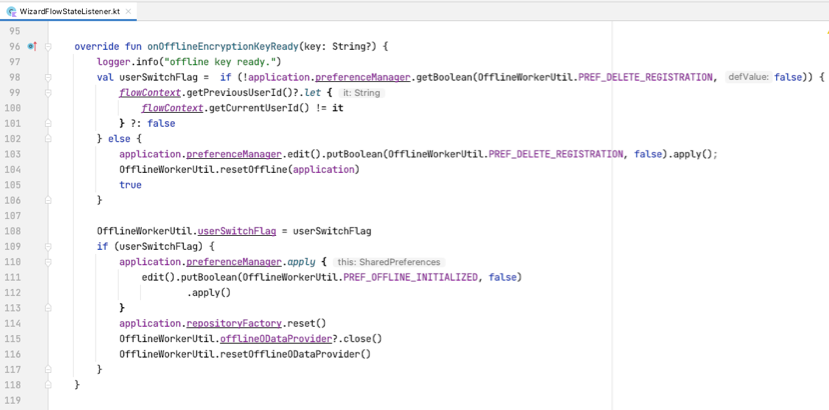 WizardFlowStateListener.kt ×
95
96 override fun onOfflineEncryptionKeyReady(key: String?) {
97 logger.info("offline key ready.")
98 val userSwitchFlag = if (!application.preferenceManager.getBoolean(OfflineWorkerUtil.PREF_DELETE_REGISTRATION, defValue: false)) {
99 flowContext.getPreviousUserId()?.let { it: String
100 flowContext.getCurrentUserId() != it
101 } ?: false
102 } else {
103 application.preferenceManager.edit().putBoolean(OfflineWorkerUtil.PREF_DELETE_REGISTRATION, false).apply();
104 OfflineWorkerUtil.resetOffline(application)
105 true
106 }
107
108 OfflineWorkerUtil.userSwitchFlag = userSwitchFlag
109 if (userSwitchFlag) {
110 application.preferenceManager.apply { this: SharedPreferences
111 edit().putBoolean(OfflineWorkerUtil.PREF_OFFLINE_INITIALIZED, false)
112 .apply()
113 }
114 application.repositoryFactory.reset()
115 OfflineWorkerUtil.offlineODataProvider?.close()
116 OfflineWorkerUtil.resetOfflineODataProvider()
117 }
118 }
119